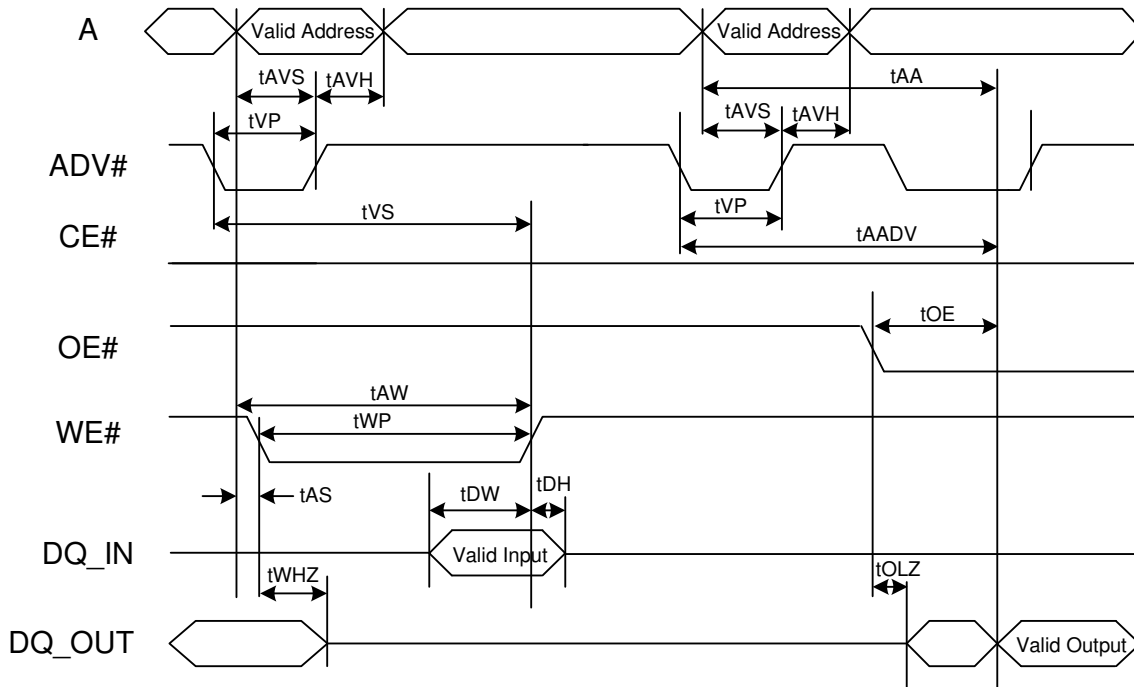 A
Valid Address
Valid Address
tAVS
tAVH
tAA
tVP
tAVS
tAVH
ADV#
tVS
tVP
CE#
tAADV
tOE
OE#
tAW
WE#
tWP
tAS
tDW
tDH
DQ_IN
Valid Input
tWHZ
tOLZ
DQ_OUT
Valid Output